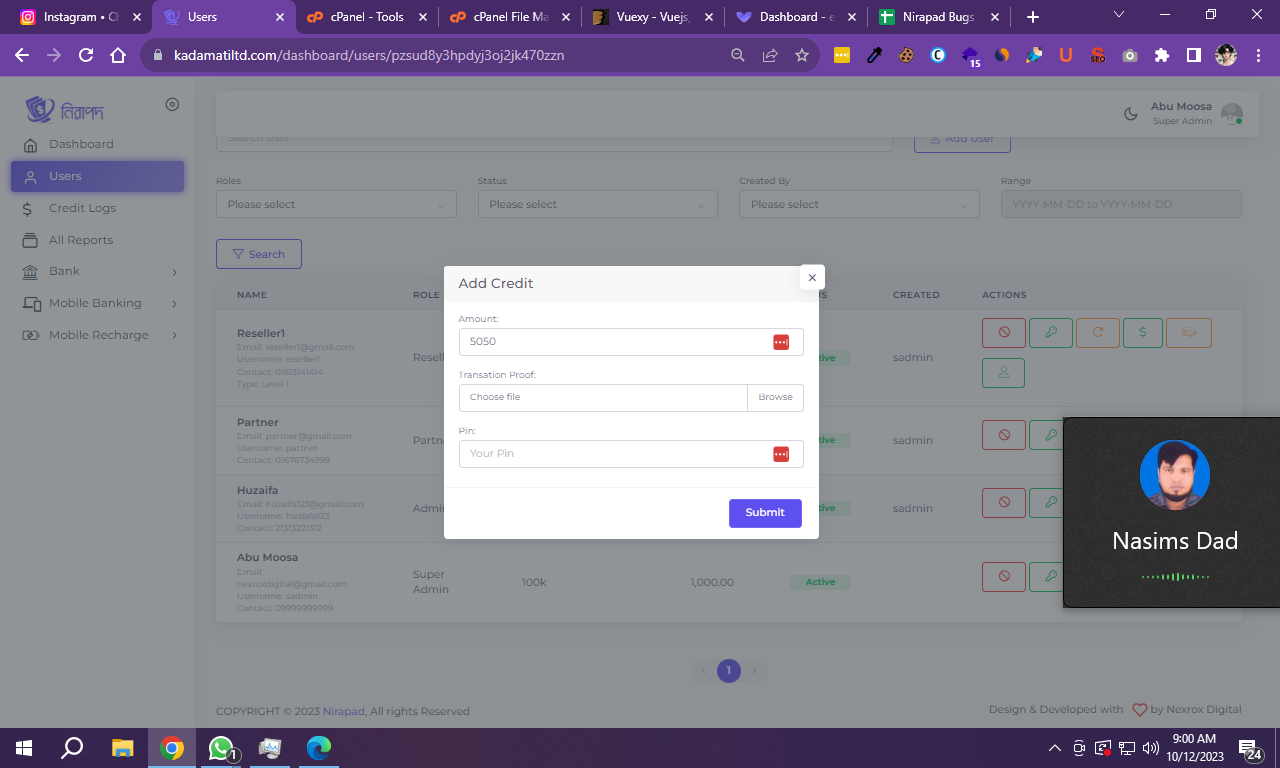 Instagram • C
Users
cPanel - Tools
cPanel File Ma
Vuexy - Vuejs,
Dashboard - e
Nirapad Bugs
kadamatiltd.com/dashboard/users/pzsud8y3hpdyj3oj2jk470zzn
15
SEO
নিরাপদ
Abu Moosa
Super Admin
Dashboard
Users
Credit Logs
All Reports
Bank
Mobile Banking
Mobile Recharge
Search User
Add User
Roles
Status
Created By
Range
Please select
Please select
Please select
YYYY-MM-DD to YYYY-MM-DD
Search
NAME
ROLE
US
CREATED
ACTIONS
Reseller1
Email: reseller1@gmail.com
Username: reseller1
Contact: 01613141414
Type: Level 1
Resell
tive
sadmin
Partner
Email: partner@gmail.com
Username: partner
Contact: 01676734999
Partn
tive
sadmin
Huzaifa
Email: huzaifa123@gmail.com
Username: huziafa123
Contact: 21313221312
Admi
tive
sadmin
Abu Moosa
Email:
nexroxdigital@gmail.com
Username: sadmin
Contact: 09999999999
Super
Admin
100k
1,000.00
Active
Add Credit
Amount:
5050
Transation Proof:
Choose file
Browse
Pin:
Your Pin
Submit
Nasims Dad
1
COPYRIGHT © 2023 Nirapad, All rights Reserved
Design & Developed with by Nexrox Digital
1
9:00 AM
10/12/2023
24